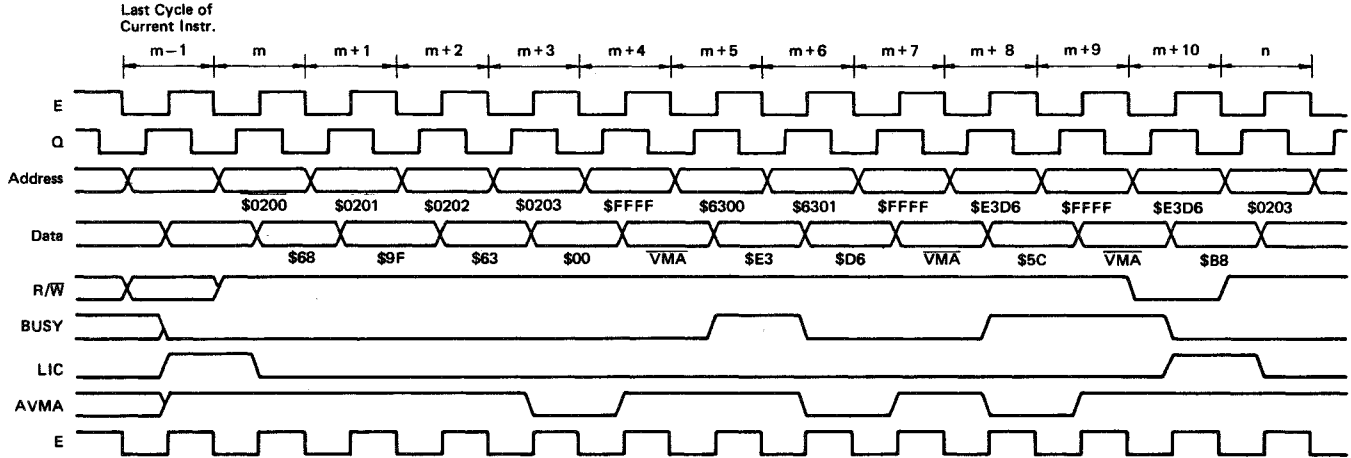 Last Cycle of
Current Instr.
m−1 m m+1 m+2 m+3 m+4 m+5 m+6 m+7 m+ 8 m+9 m+10 n
E
Q
Address
$0200 $0201 $0202 $0203 $FFFF $6300 $6301 $FFFF $E3D6 $FFFF $E3D6 $0203
Data
$68 $9F $63 $00 VMA $E3 $D6 VMA $5C VMA $B8
R/W
BUSY
LIC
AVMA
E